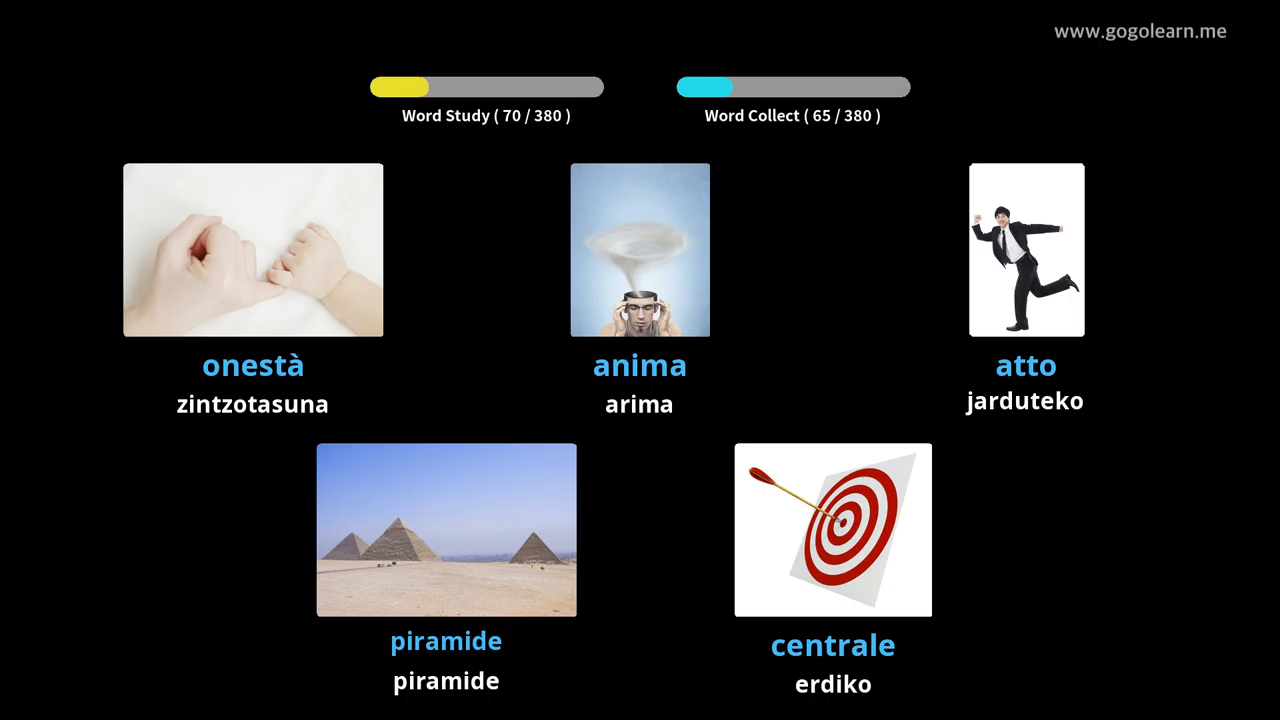 www.gogolearn.me
Word Study ( 70 / 380 )
Word Collect ( 65 / 380 )
onestà
zintzotasuna
anima
arima
atto
jarduteko
piramide
piramide
centrale
erdiko